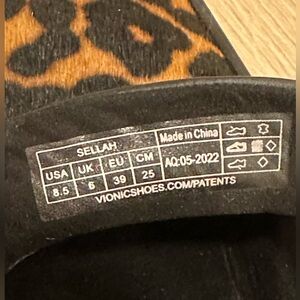 SELLAH
Made in China
USA UK EU CM
8.5 6 39 25
AQ:05-2022
VIONICSHOES.COM/PATENTS